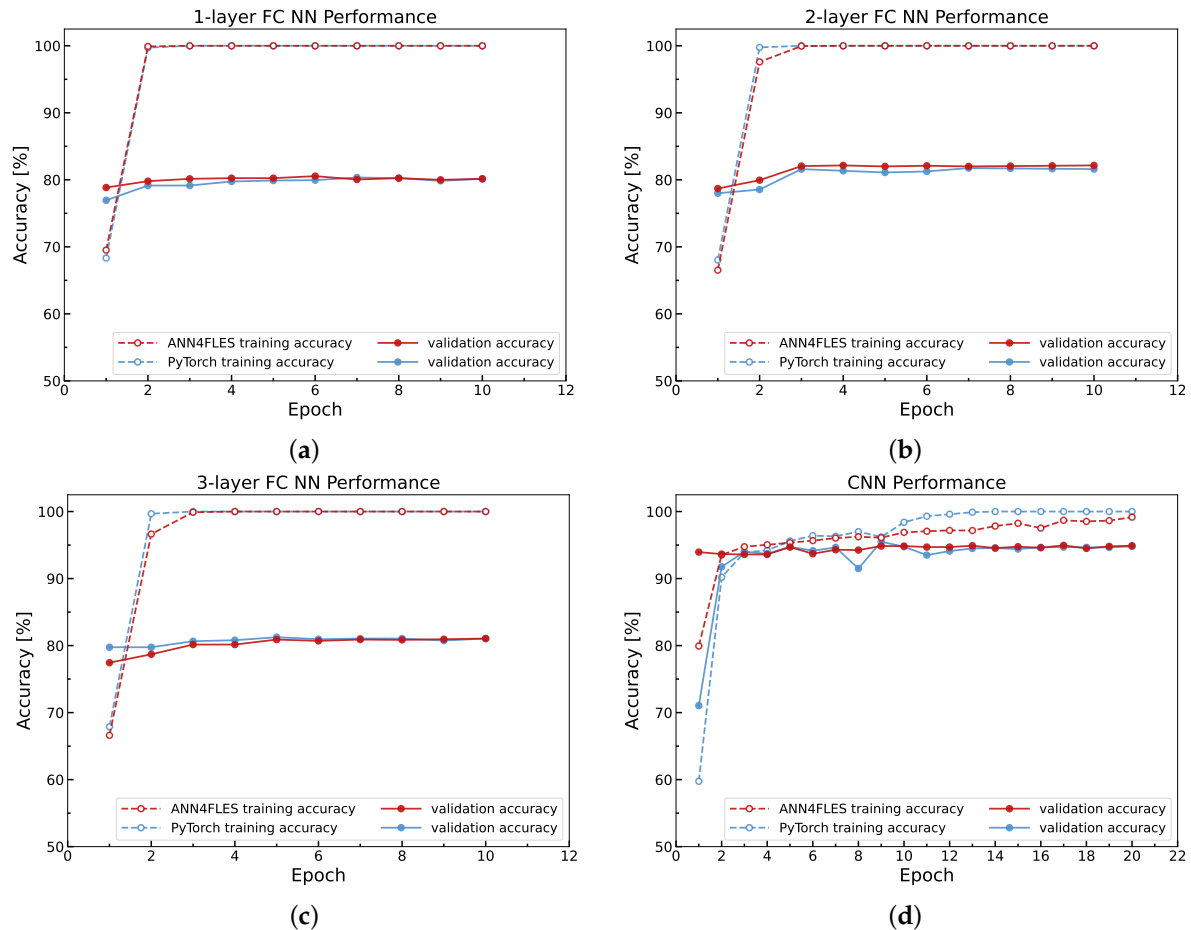 1-layer FC NN Performance
Accuracy [%]
100
90
80
70
60
50
ANN4FLES training accuracy
PyTorch training accuracy
validation accuracy
validation accuracy
0 2 4 6 8 10 12
Epoch
(a)
2-layer FC NN Performance
Accuracy [%]
100
90
80
70
60
50
ANN4FLES training accuracy
PyTorch training accuracy
validation accuracy
validation accuracy
0 2 4 6 8 10 12
Epoch
(b)
3-layer FC NN Performance
Accuracy [%]
100
90
80
70
60
50
ANN4FLES training accuracy
PyTorch training accuracy
validation accuracy
validation accuracy
0 2 4 6 8 10 12
Epoch
(c)
CNN Performance
Accuracy [%]
100
90
80
70
60
50
ANN4FLES training accuracy
PyTorch training accuracy
validation accuracy
validation accuracy
0 2 4 6 8 10 12 14 16 18 20 22
Epoch
(d)